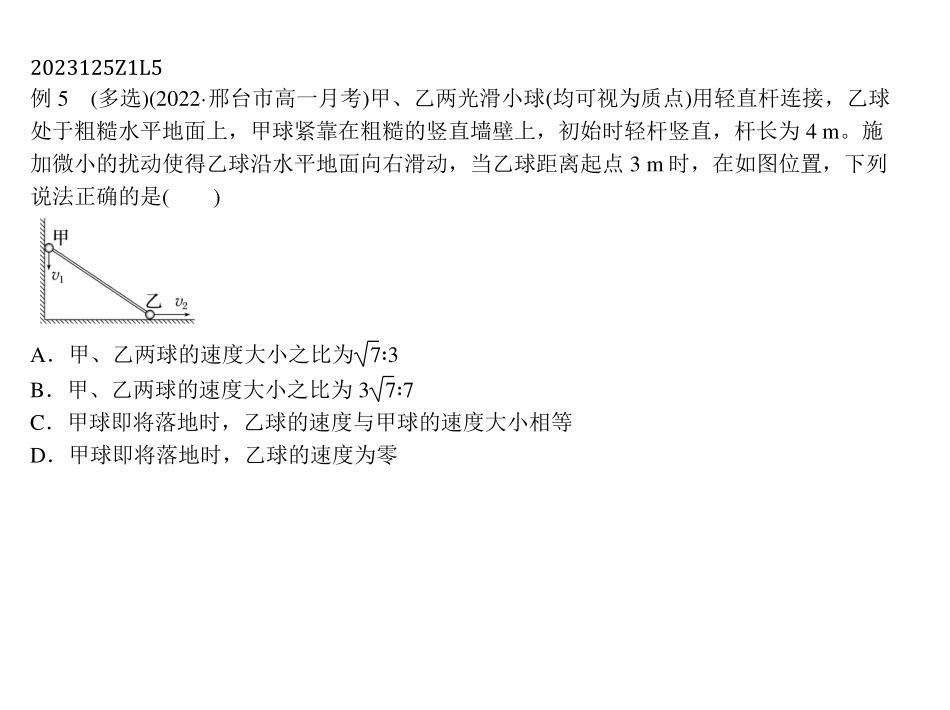 2023125Z1L5
例 5　(多选)(2022·邢台市高一月考)甲、乙两光滑小球(均可视为质点)用轻直杆连接，乙球
处于粗糙水平地面上，甲球紧靠在粗糙的竖直墙壁上，初始时轻杆竖直，杆长为 4 m。施
加微小的扰动使得乙球沿水平地面向右滑动，当乙球距离起点 3 m 时，在如图位置，下列
说法正确的是(　　)
甲
v₁
乙 v₂
A．甲、乙两球的速度大小之比为√7∶3
B．甲、乙两球的速度大小之比为 3√7∶7
C．甲球即将落地时，乙球的速度与甲球的速度大小相等
D．甲球即将落地时，乙球的速度为零